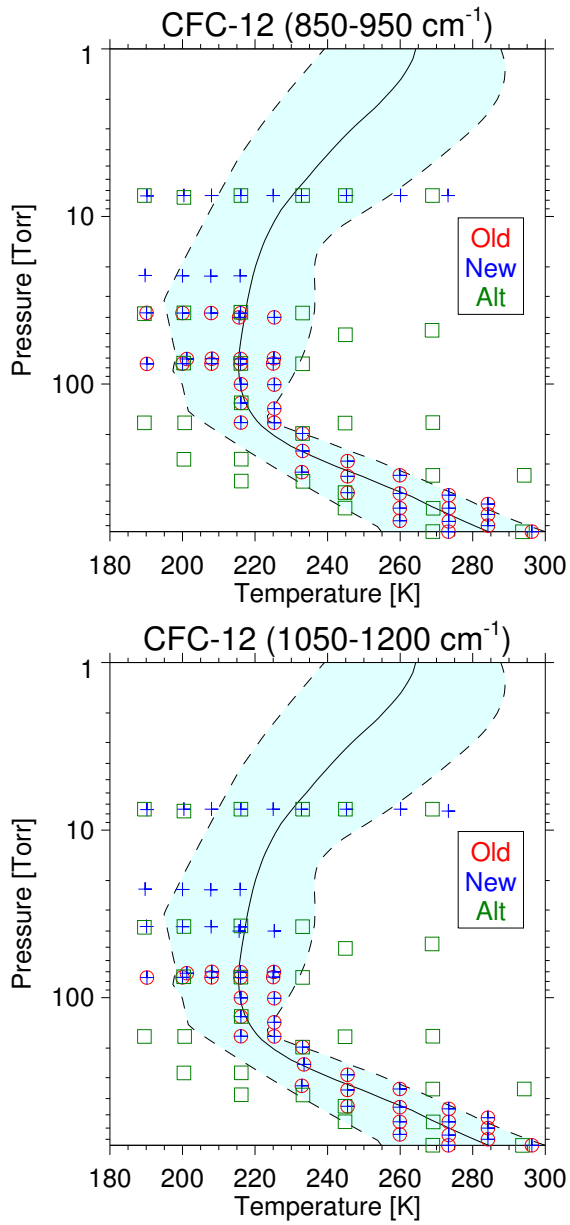 CFC-12 (850-950 cm⁻¹)
1
10
100
Pressure [Torr]
Old
New
Alt
180 200 220 240 260 280 300
Temperature [K]
CFC-12 (1050-1200 cm⁻¹)
1
10
100
Pressure [Torr]
Old
New
Alt
180 200 220 240 260 280 300
Temperature [K]